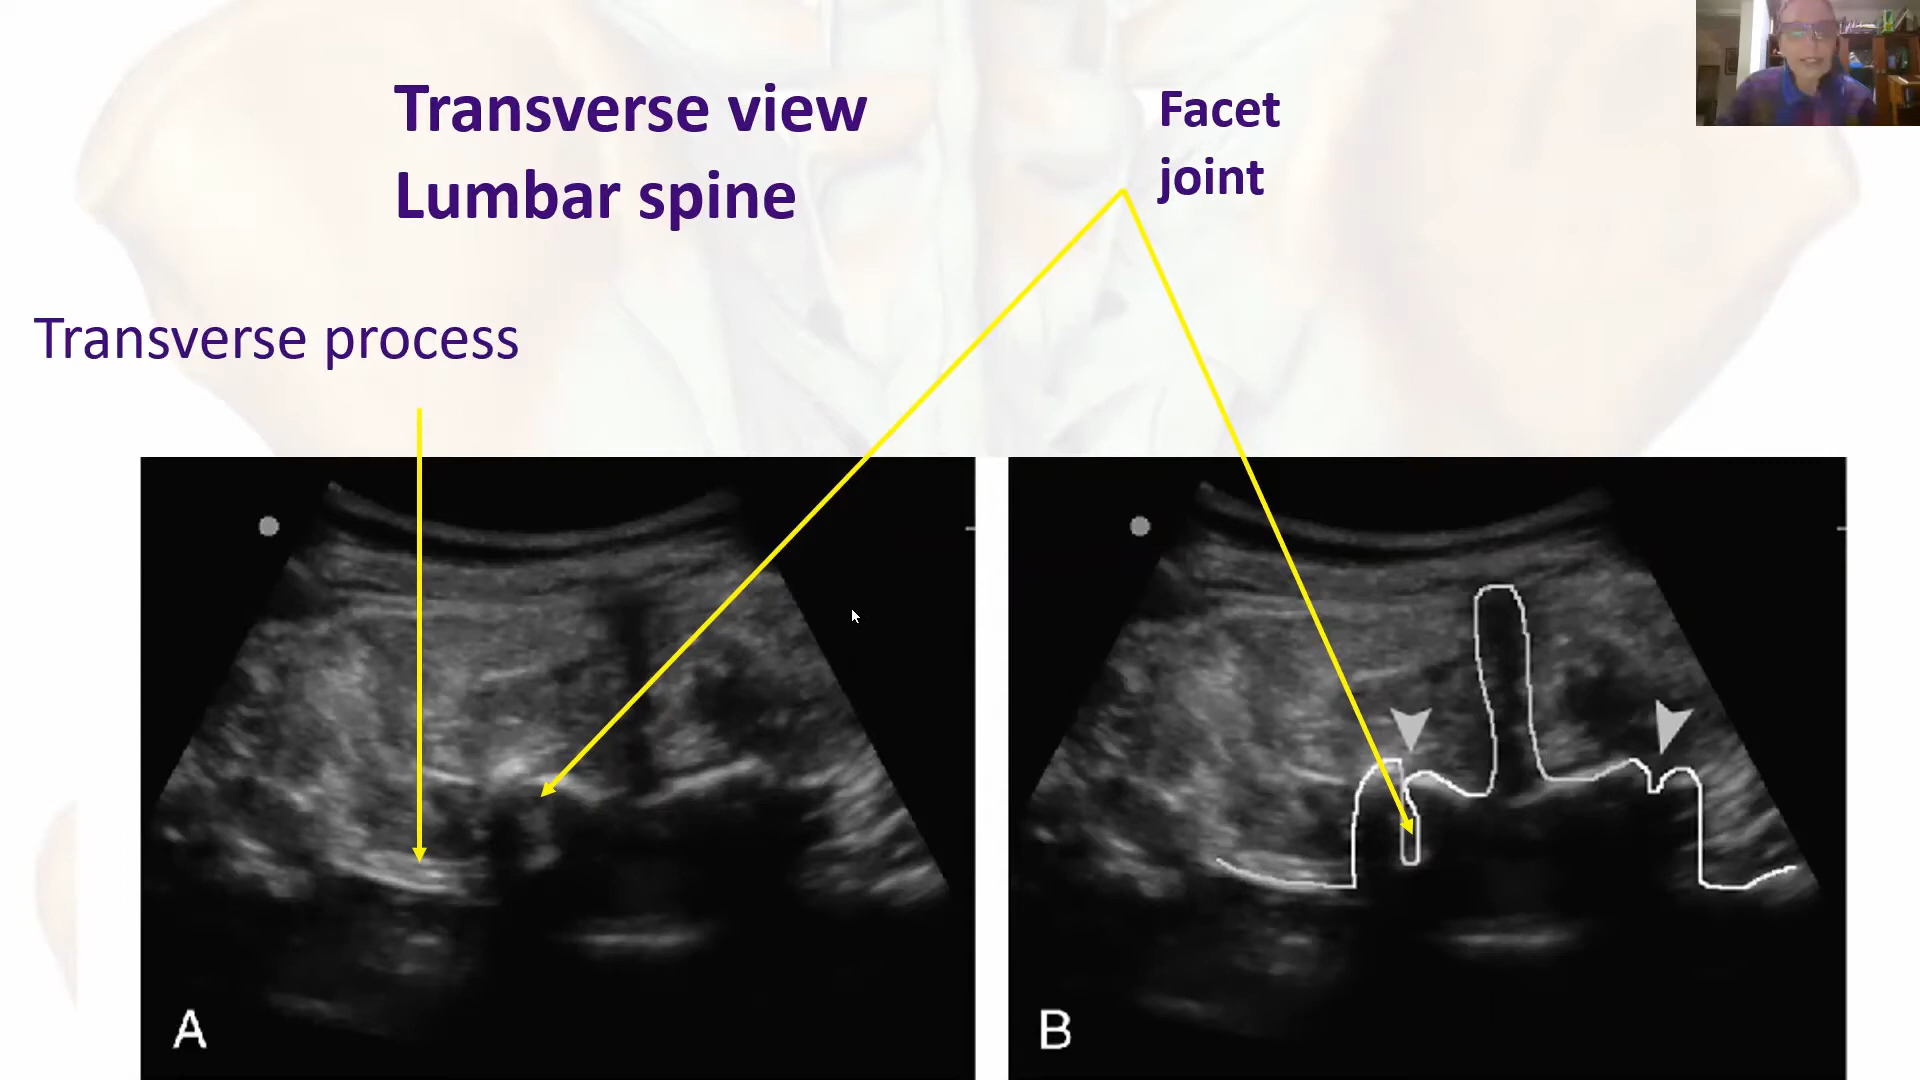 Transverse view
Lumbar spine
Facet
joint
Transverse process
A
B